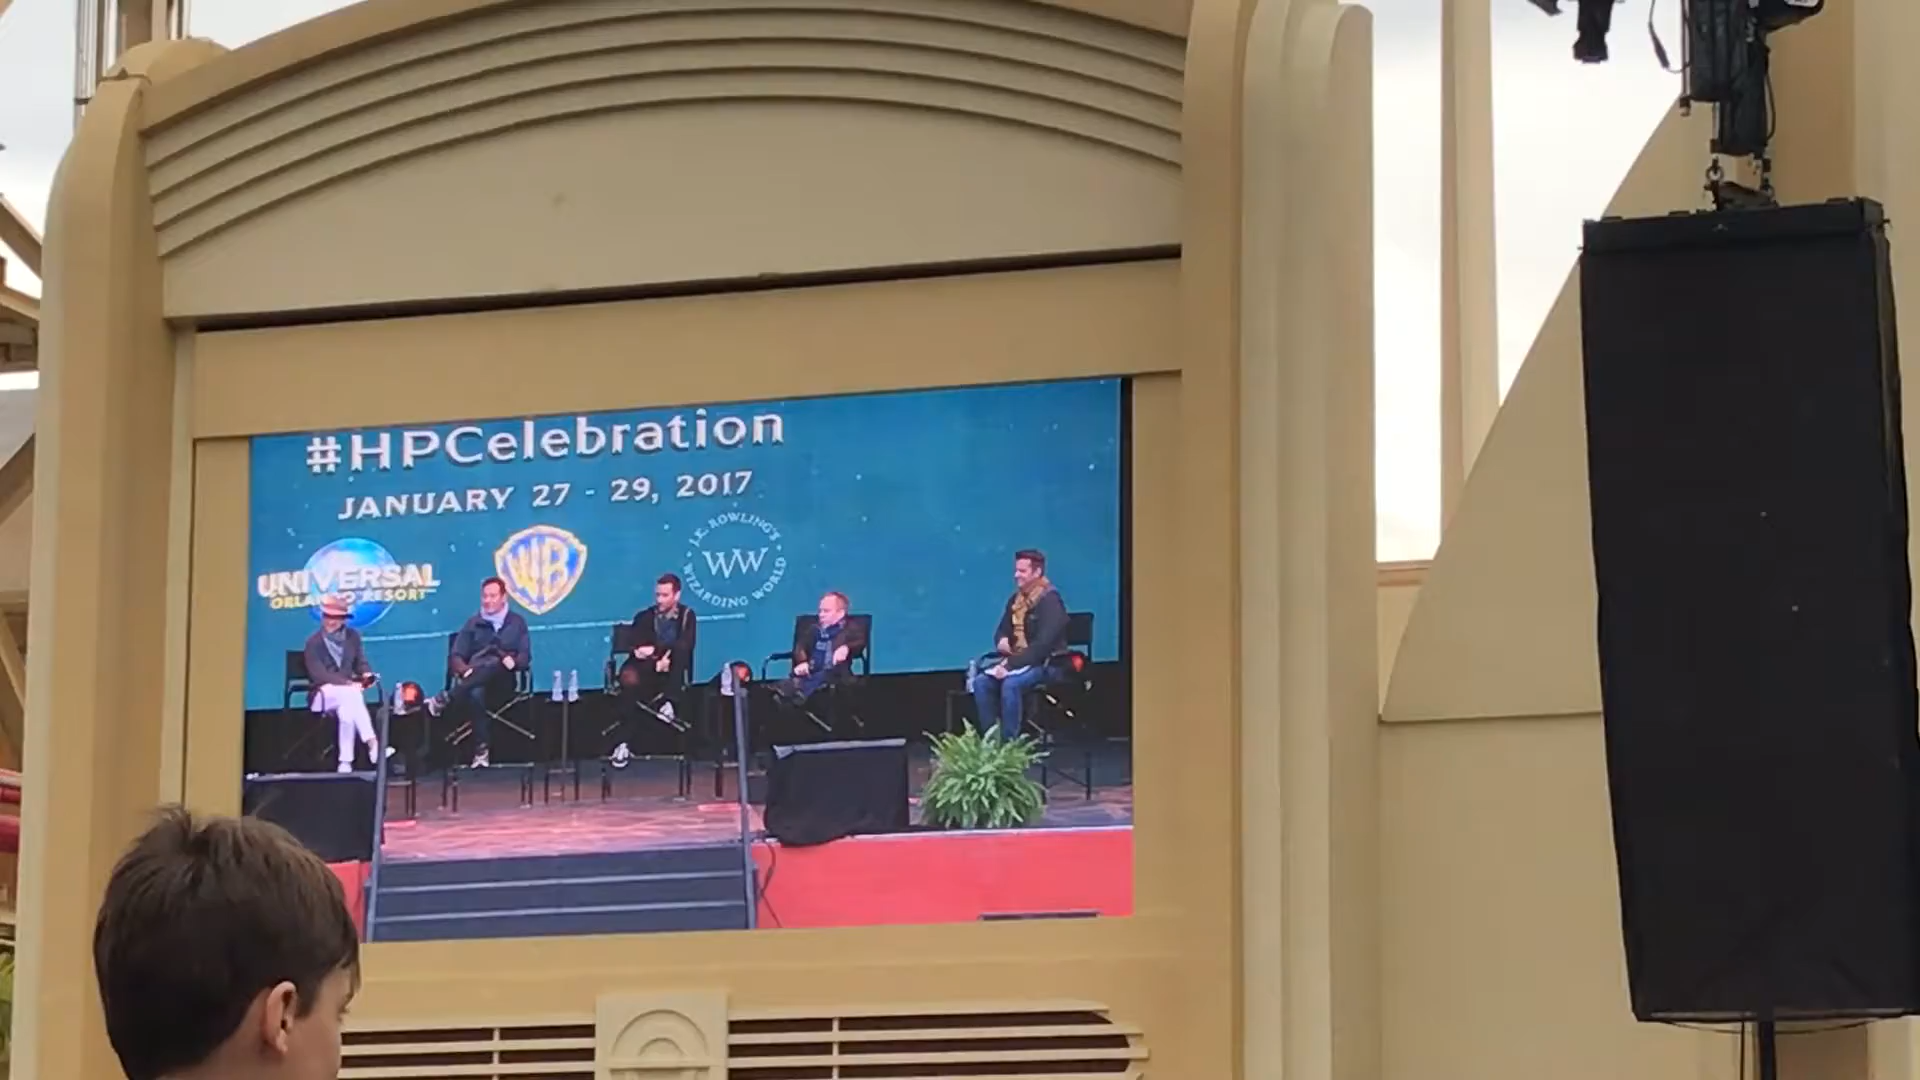 #HPCelebration
JANUARY 27 - 29, 2017
UNIVERSAL
ORLANDO RESORT
WB
J.K. ROWLING'S
WW
WIZARDING WORLD